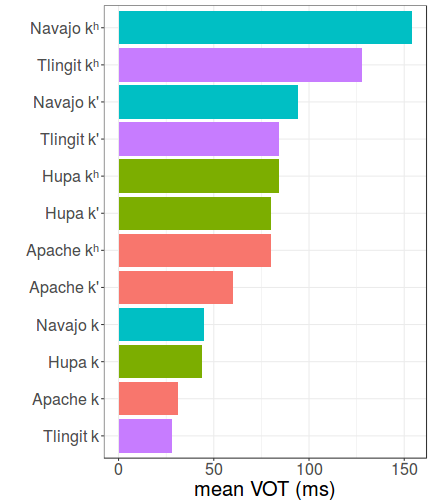 Navajo kʰ
Tlingit kʰ
Navajo k'
Tlingit k'
Hupa kʰ
Hupa k'
Apache kʰ
Apache k'
Navajo k
Hupa k
Apache k
Tlingit k
0 50 100 150
mean VOT (ms)